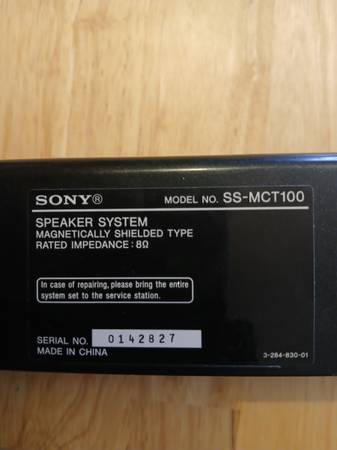 SONY® MODEL NO. SS-MCT100
SPEAKER SYSTEM
MAGNETICALLY SHIELDED TYPE
RATED IMPEDANCE : 8Ω
In case of repairing, please bring the entire
system set to the service station.
SERIAL NO. 0142827
MADE IN CHINA 3-284-830-01